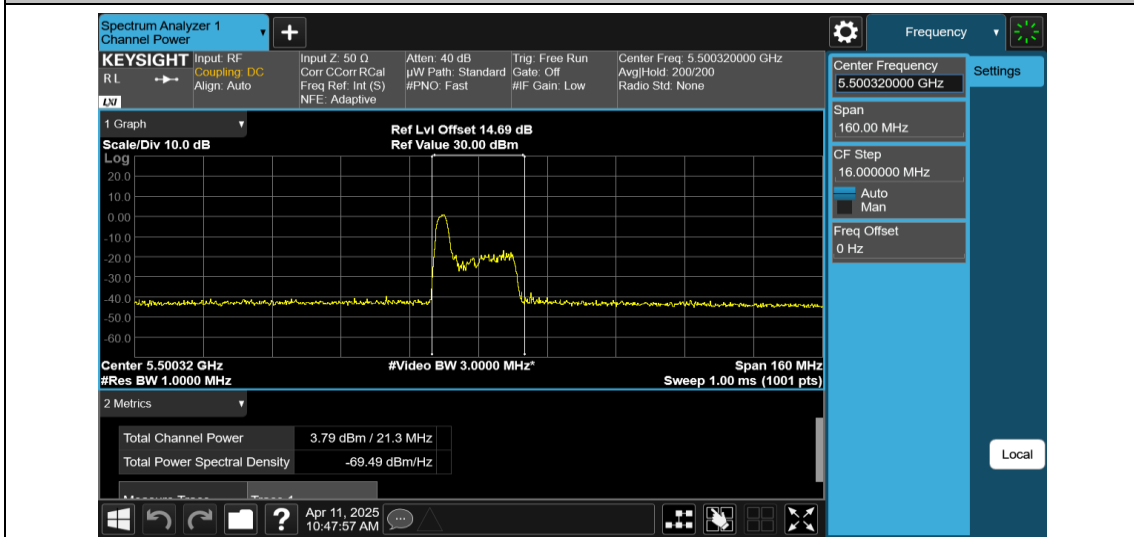 Spectrum Analyzer 1
Channel Power
Frequency
KEYSIGHT
RL
LXI
Input: RF
Coupling: DC
Align: Auto
Input Z: 50 Ω
Corr CCorr RCal
Freq Ref: Int (S)
NFE: Adaptive
Atten: 40 dB
µW Path: Standard
#PNO: Fast
Trig: Free Run
Gate: Off
#IF Gain: Low
Center Freq: 5.500320000 GHz
Avg|Hold: 200/200
Radio Std: None
Center Frequency
5.500320000 GHz
Settings
Span
160.00 MHz
CF Step
16.000000 MHz
Auto
Man
Freq Offset
0 Hz
1 Graph
Scale/Div 10.0 dB
Ref Lvl Offset 14.69 dB
Ref Value 30.00 dBm
Log
20.0
10.0
0.00
-10.0
-20.0
-30.0
-40.0
-50.0
-60.0
Center 5.50032 GHz
#Video BW 3.0000 MHz*
Span 160 MHz
#Res BW 1.0000 MHz
Sweep 1.00 ms (1001 pts)
2 Metrics
Total Channel Power 3.79 dBm / 21.3 MHz
Total Power Spectral Density -69.49 dBm/Hz
Local
?
Apr 11, 2025
10:47:57 AM